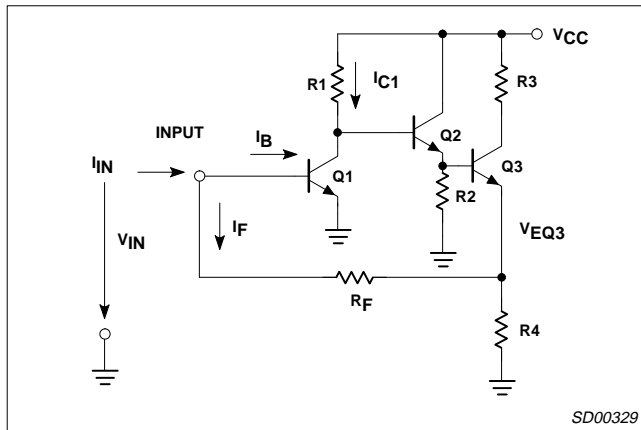 VCC
R1
IC1
R3
INPUT
IB
Q2
IIN
Q1
Q3
R2
IF
VIN
VEQ3
RF
R4
SD00329